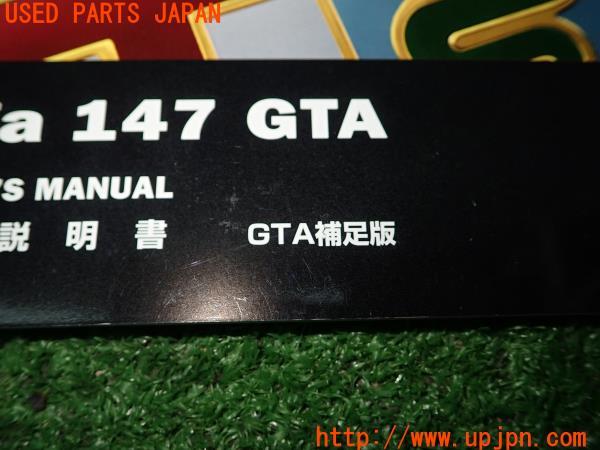 USED PARTS JAPAN
fa 147 GTA
'S MANUAL
説明書 GTA補足版
http://www.upjpn.com